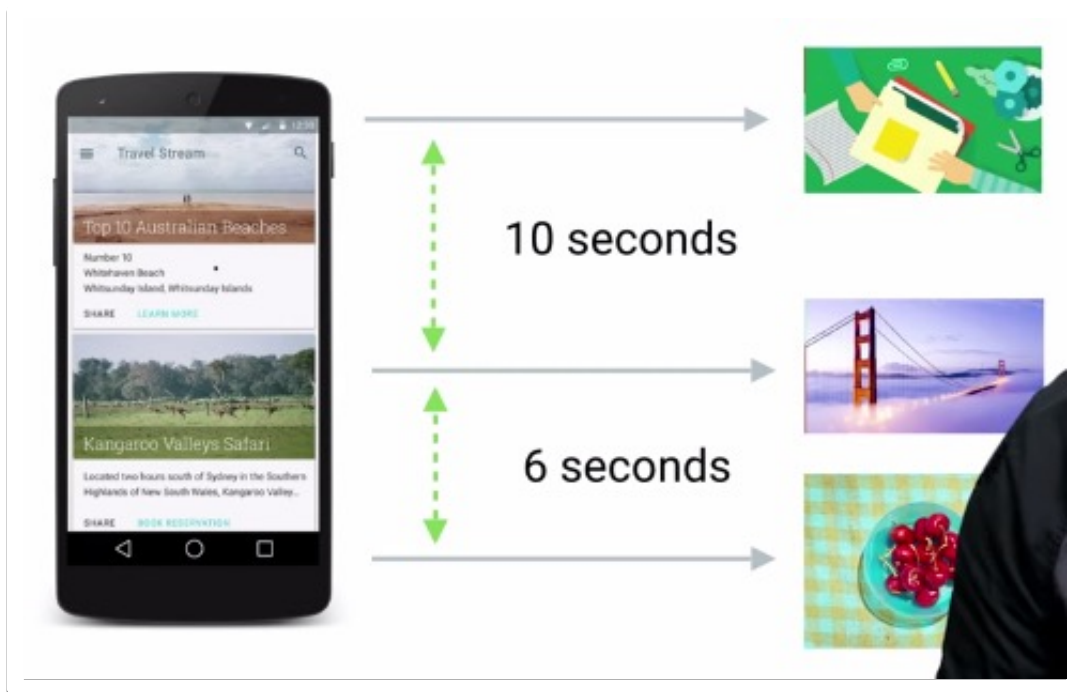 12:30
Travel Stream
Top 10 Australian Beaches
Number 10
Whitehaven Beach
Whitsunday Island, Whitsunday Islands
SHARE LEARN MORE
Kangaroo Valleys Safari
Located two hours south of Sydney in the Southern
Highlands of New South Wales, Kangaroo Valley...
SHARE BOOK RESERVATION
10 seconds
6 seconds